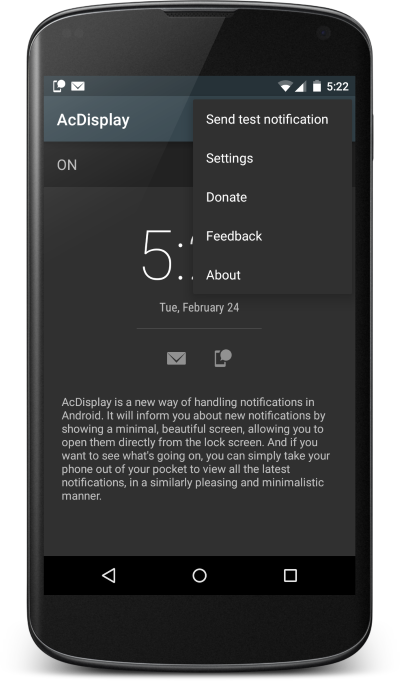 5:22
AcDisplay
Send test notification
ON
Settings
Donate
Feedback
About
5:
Tue, February 24
AcDisplay is a new way of handling notifications in
Android. It will inform you about new notifications by
showing a minimal, beautiful screen, allowing you to
open them directly from the lock screen. And if you
want to see what's going on, you can simply take your
phone out of your pocket to view all the latest
notifications, in a similarly pleasing and minimalistic
manner.